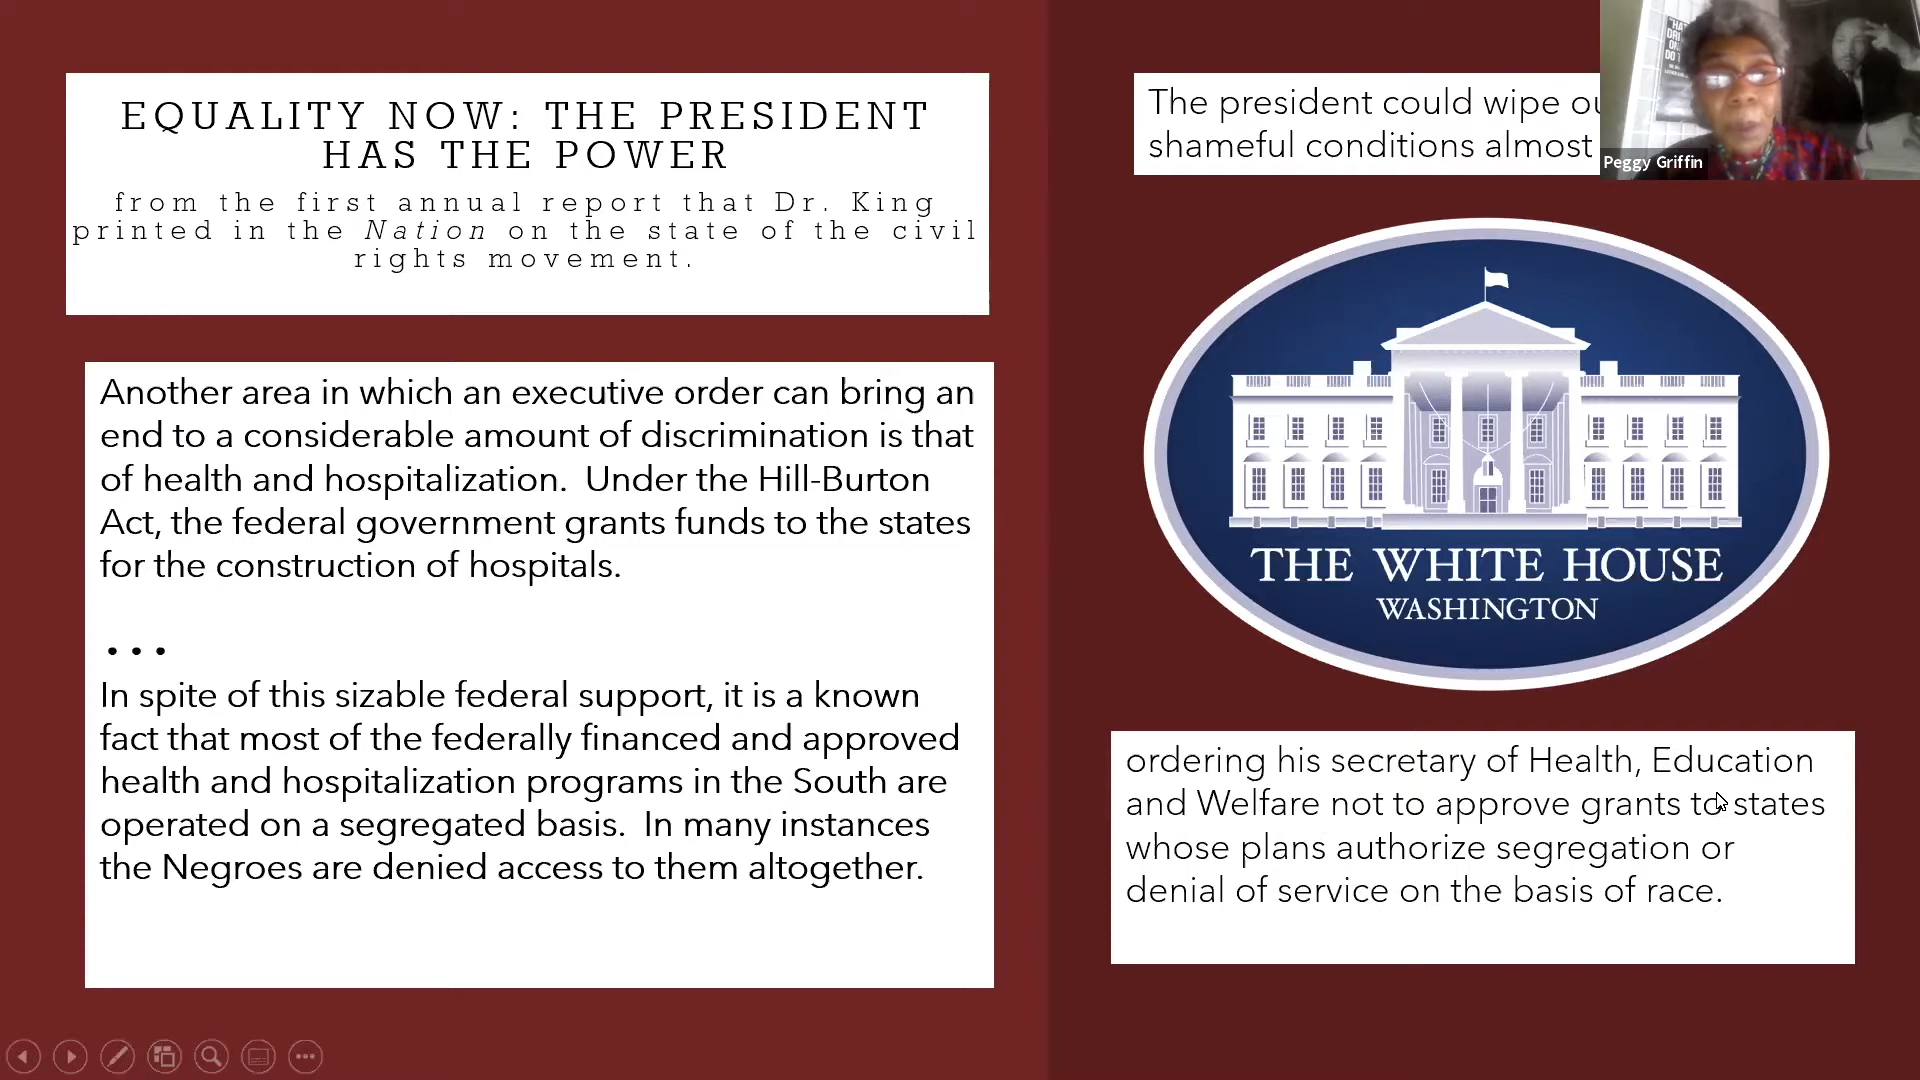 EQUALITY NOW: THE PRESIDENT
HAS THE POWER
from the first annual report that Dr. King
printed in the Nation on the state of the civil
rights movement.
Another area in which an executive order can bring an
end to a considerable amount of discrimination is that
of health and hospitalization. Under the Hill-Burton
Act, the federal government grants funds to the states
for the construction of hospitals.
...
In spite of this sizable federal support, it is a known
fact that most of the federally financed and approved
health and hospitalization programs in the South are
operated on a segregated basis. In many instances
the Negroes are denied access to them altogether.
The president could wipe
shameful conditions almost
Peggy Griffin
THE WHITE HOUSE
WASHINGTON
ordering his secretary of Health, Education
and Welfare not to approve grants to states
whose plans authorize segregation or
denial of service on the basis of race.